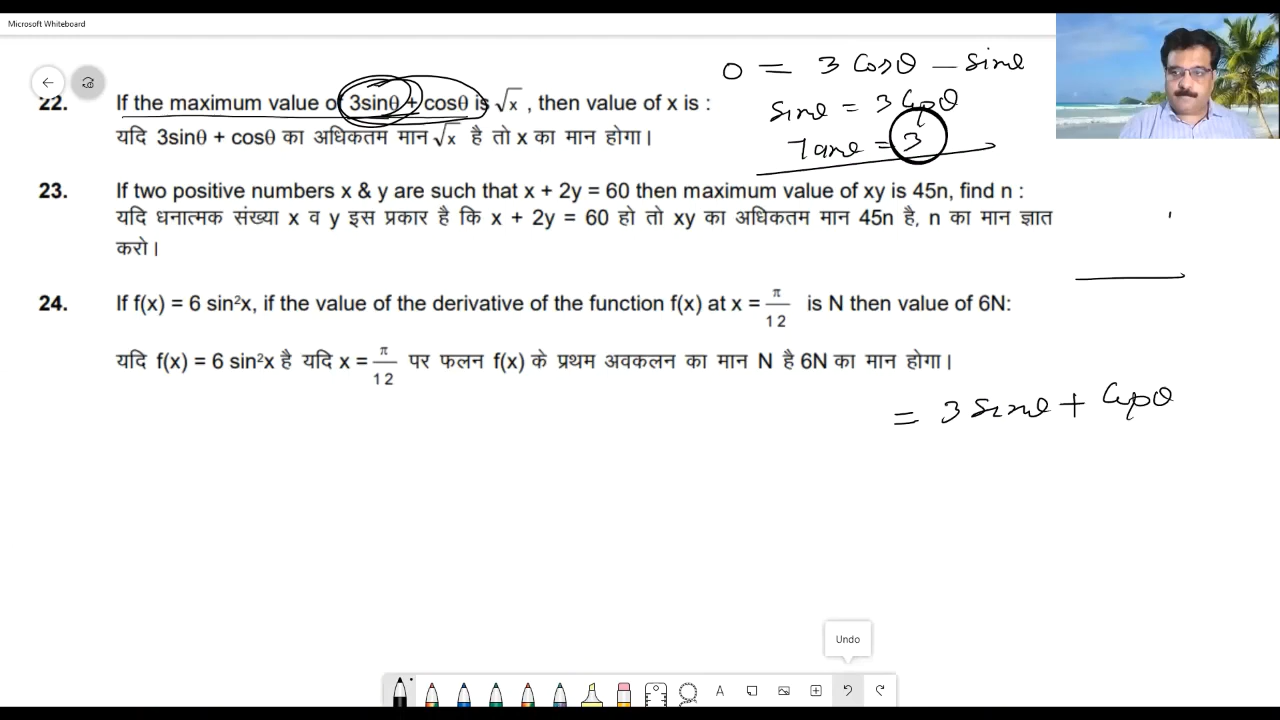 Microsoft Whiteboard
0 = 3 Cosθ – sinθ
22. If the maximum value of 3sinθ + cosθ is √x , then value of x is :
sinθ = 3 Cosθ
यदि 3sinθ + cosθ का अधिकतम मान √x है तो x का मान होगा।
Tanθ = 3
23. If two positive numbers x & y are such that x + 2y = 60 then maximum value of xy is 45n, find n :
यदि धनात्मक संख्या x व y इस प्रकार है कि x + 2y = 60 हो तो xy का अधिकतम मान 45n है, n का मान ज्ञात
करो।
24. If f(x) = 6 sin²x, if the value of the derivative of the function f(x) at x = π/12 is N then value of 6N:
यदि f(x) = 6 sin²x है यदि x = π/12 पर फलन f(x) के प्रथम अवकलन का मान N है 6N का मान होगा।
= 3 Sinθ + Cosθ
Undo
A